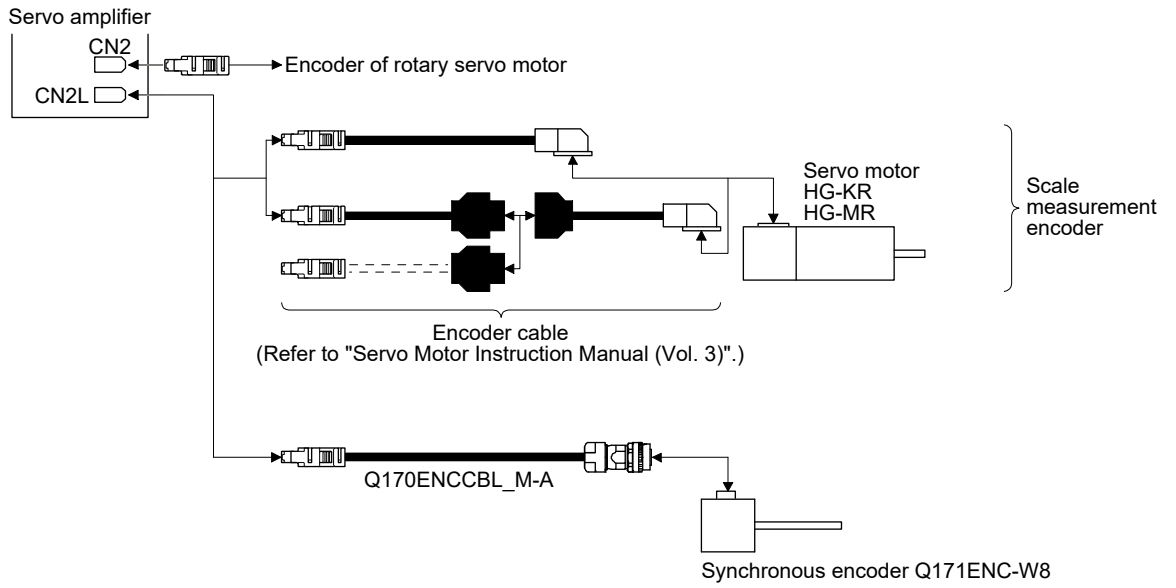 Servo amplifier
CN2
Encoder of rotary servo motor
CN2L
Servo motor
HG-KR
HG-MR
Scale
measurement
encoder
Encoder cable
(Refer to "Servo Motor Instruction Manual (Vol. 3)".)
Q170ENCCBL_M-A
Synchronous encoder Q171ENC-W8